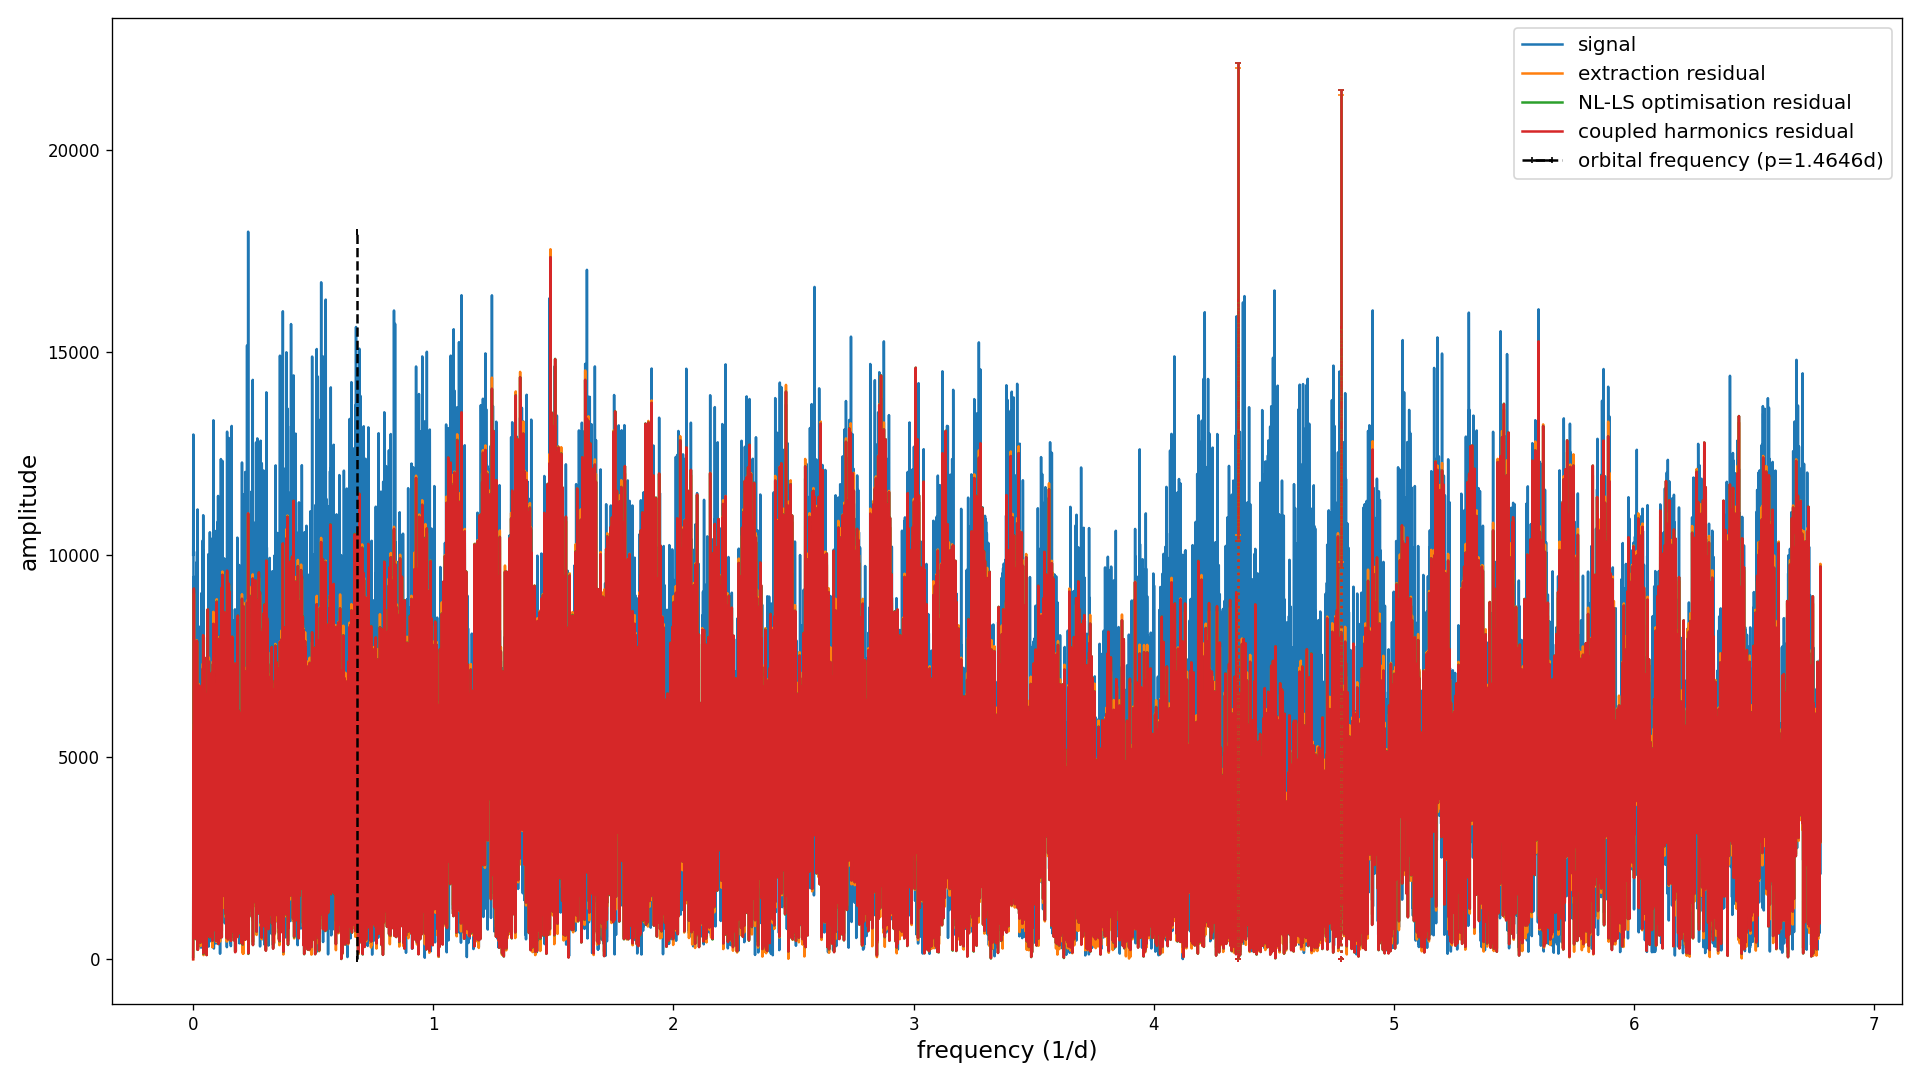 signal
extraction residual
NL-LS optimisation residual
coupled harmonics residual
orbital frequency (p=1.4646d)
amplitude
20000
15000
10000
5000
0
0 1 2 3 4 5 6 7
frequency (1/d)